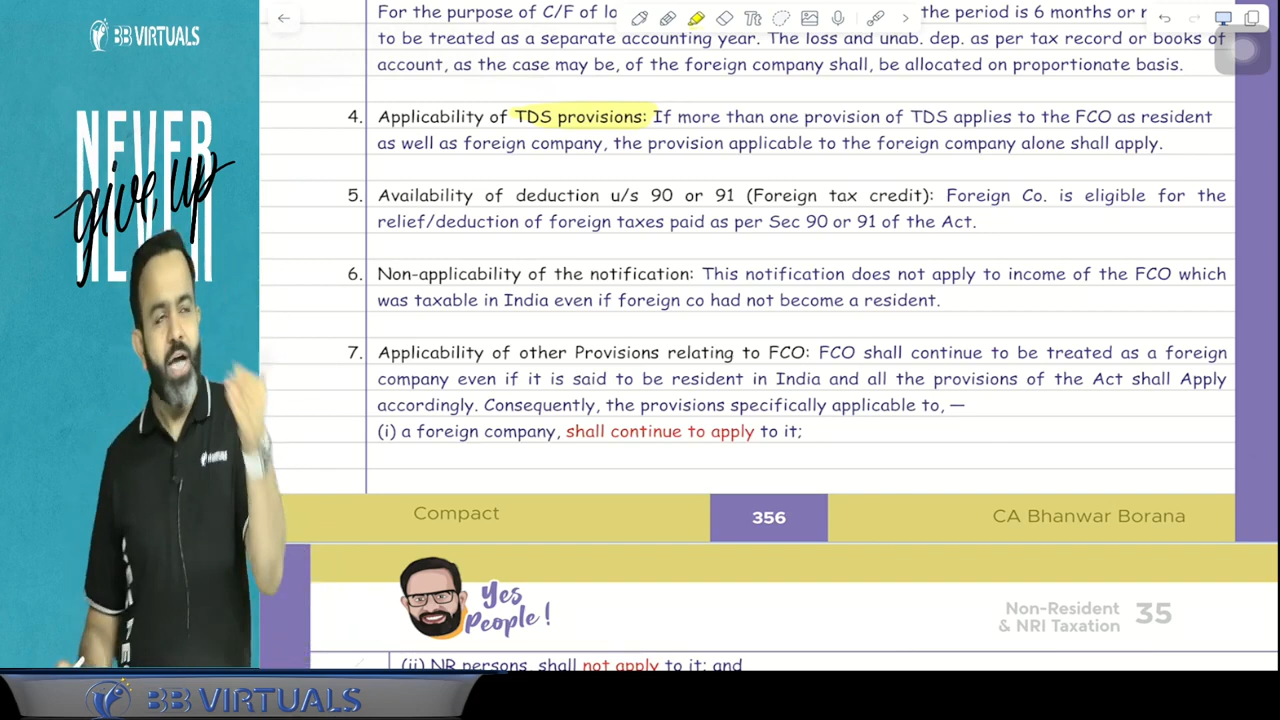 BB VIRTUALS
NEVER
give up
NEVER
For the purpose of C/F of lo
the period is 6 months or
to be treated as a separate accounting year. The loss and unab. dep. as per tax record or books of
account, as the case may be, of the foreign company shall, be allocated on proportionate basis.
4. Applicability of TDS provisions: If more than one provision of TDS applies to the FCO as resident
as well as foreign company, the provision applicable to the foreign company alone shall apply.
5. Availability of deduction u/s 90 or 91 (Foreign tax credit): Foreign Co. is eligible for the
relief/deduction of foreign taxes paid as per Sec 90 or 91 of the Act.
6. Non-applicability of the notification: This notification does not apply to income of the FCO which
was taxable in India even if foreign co had not become a resident.
7. Applicability of other Provisions relating to FCO: FCO shall continue to be treated as a foreign
company even if it is said to be resident in India and all the provisions of the Act shall Apply
accordingly. Consequently, the provisions specifically applicable to, —
(i) a foreign company, shall continue to apply to it;
Compact 356 CA Bhanwar Borana
Yes
People !
Non-Resident
& NRI Taxation 35
(ii) NR persons, shall not apply to it; and
BB VIRTUALS